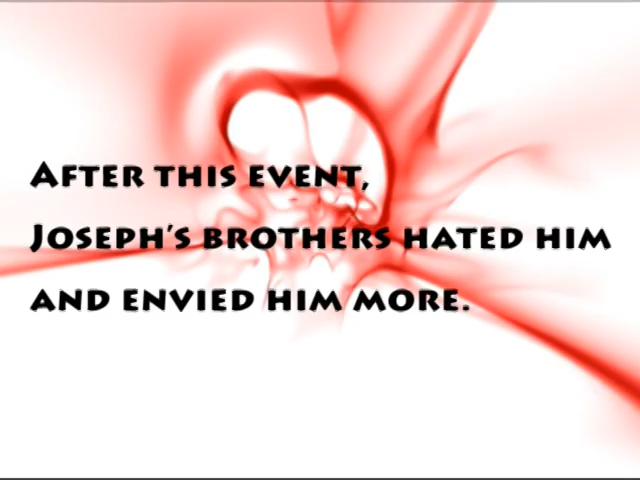 After this event,
Joseph's brothers hated him
and envied him more.